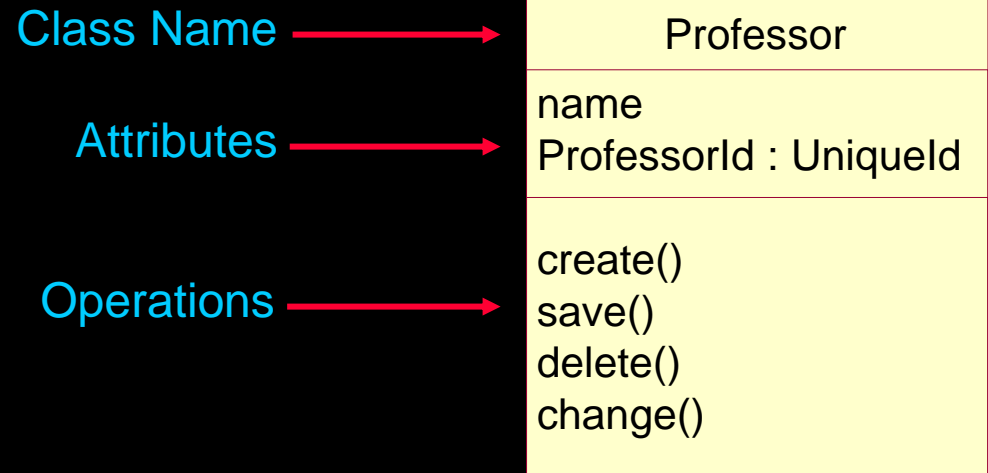 Class Name
Professor
Attributes
name
ProfessorId : UniqueId
Operations
create()
save()
delete()
change()